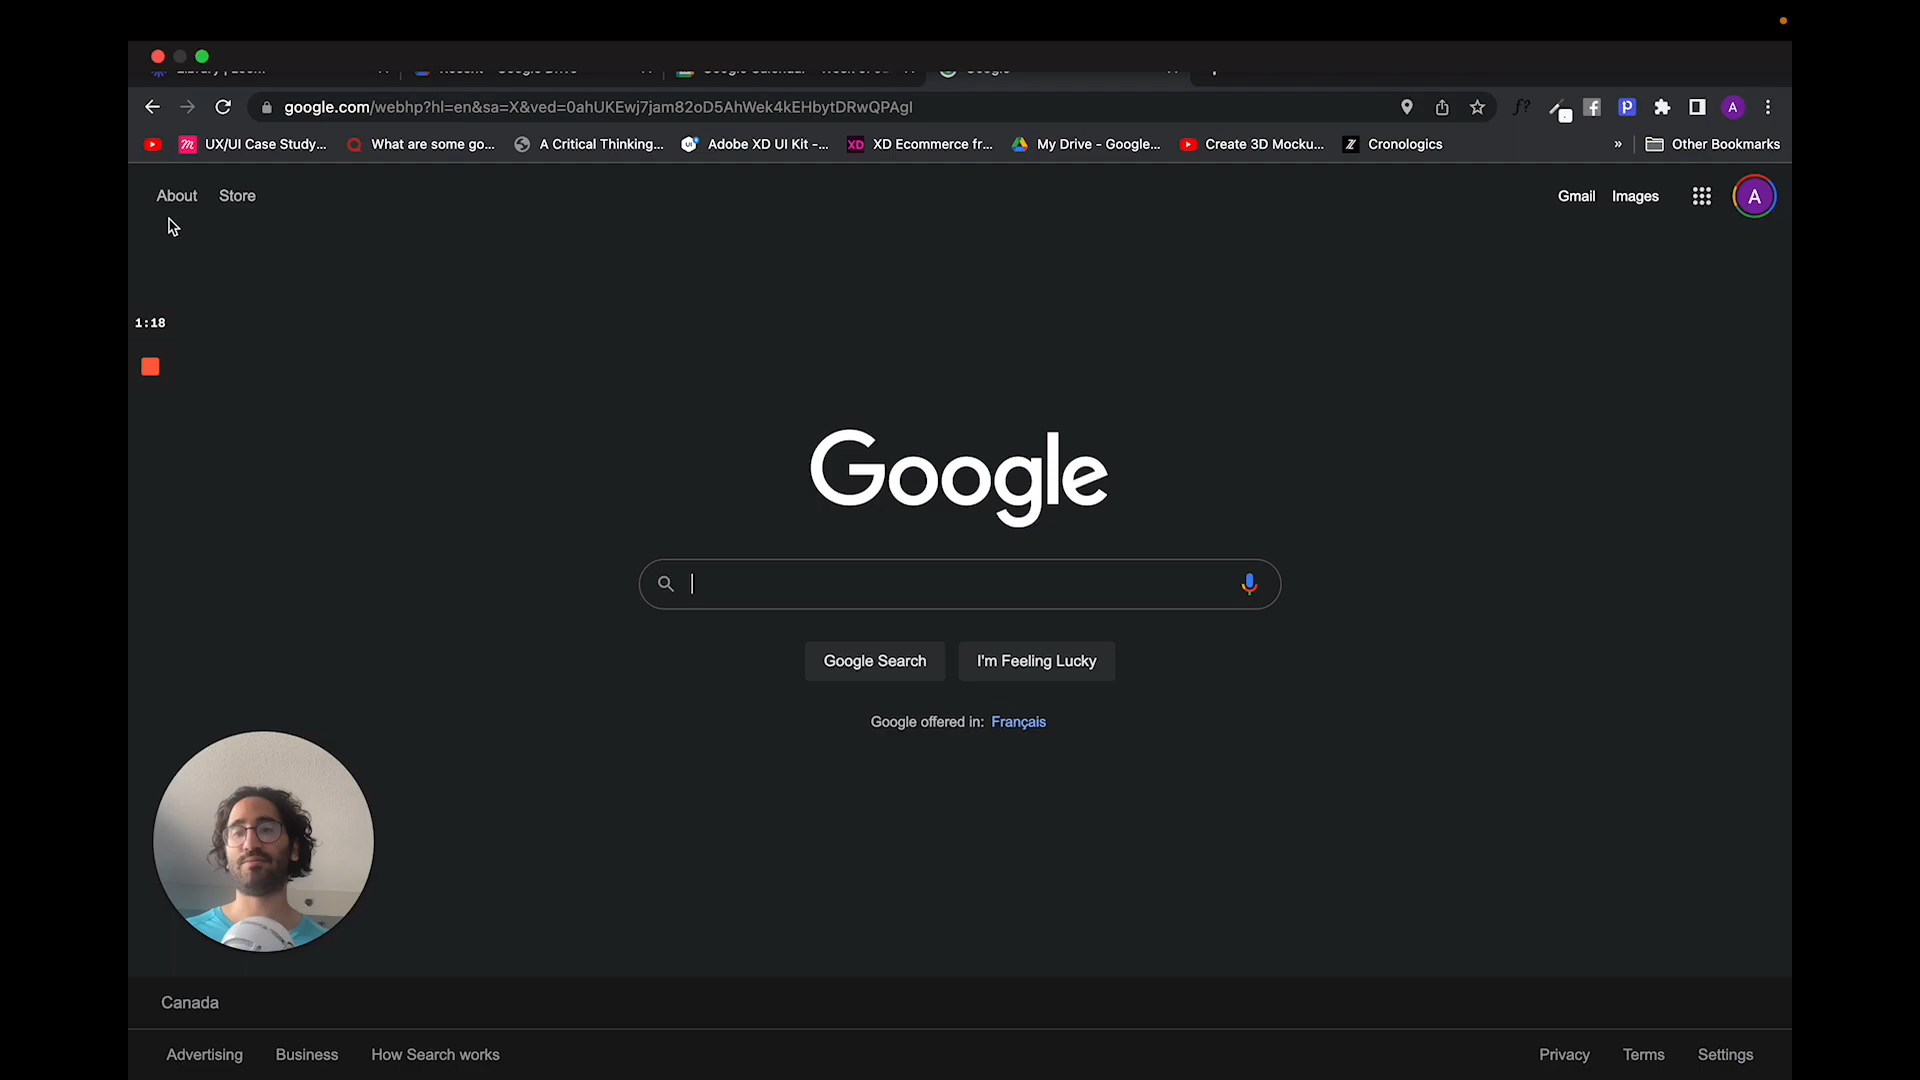 google.com/webhp?hl=en&sa=X&ved=0ahUKEwj7jam82oD5AhWek4kEHbytDRwQPAgI
UX/UI Case Study... What are some go... A Critical Thinking... Adobe XD UI Kit -... XD XD Ecommerce fr... My Drive - Google... Create 3D Mocku... Cronologics » Other Bookmarks
About Store Gmail Images A
1:18
Google
Google Search I'm Feeling Lucky
Google offered in: Français
Canada
Advertising Business How Search works Privacy Terms Settings